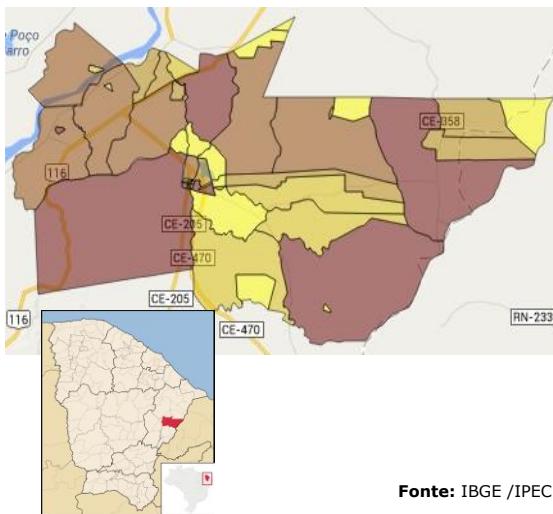 Poço
arro
CE-358
116
CE-205
CE-470
CE-205
116
CE-470
RN-233
Fonte: IBGE /IPEC